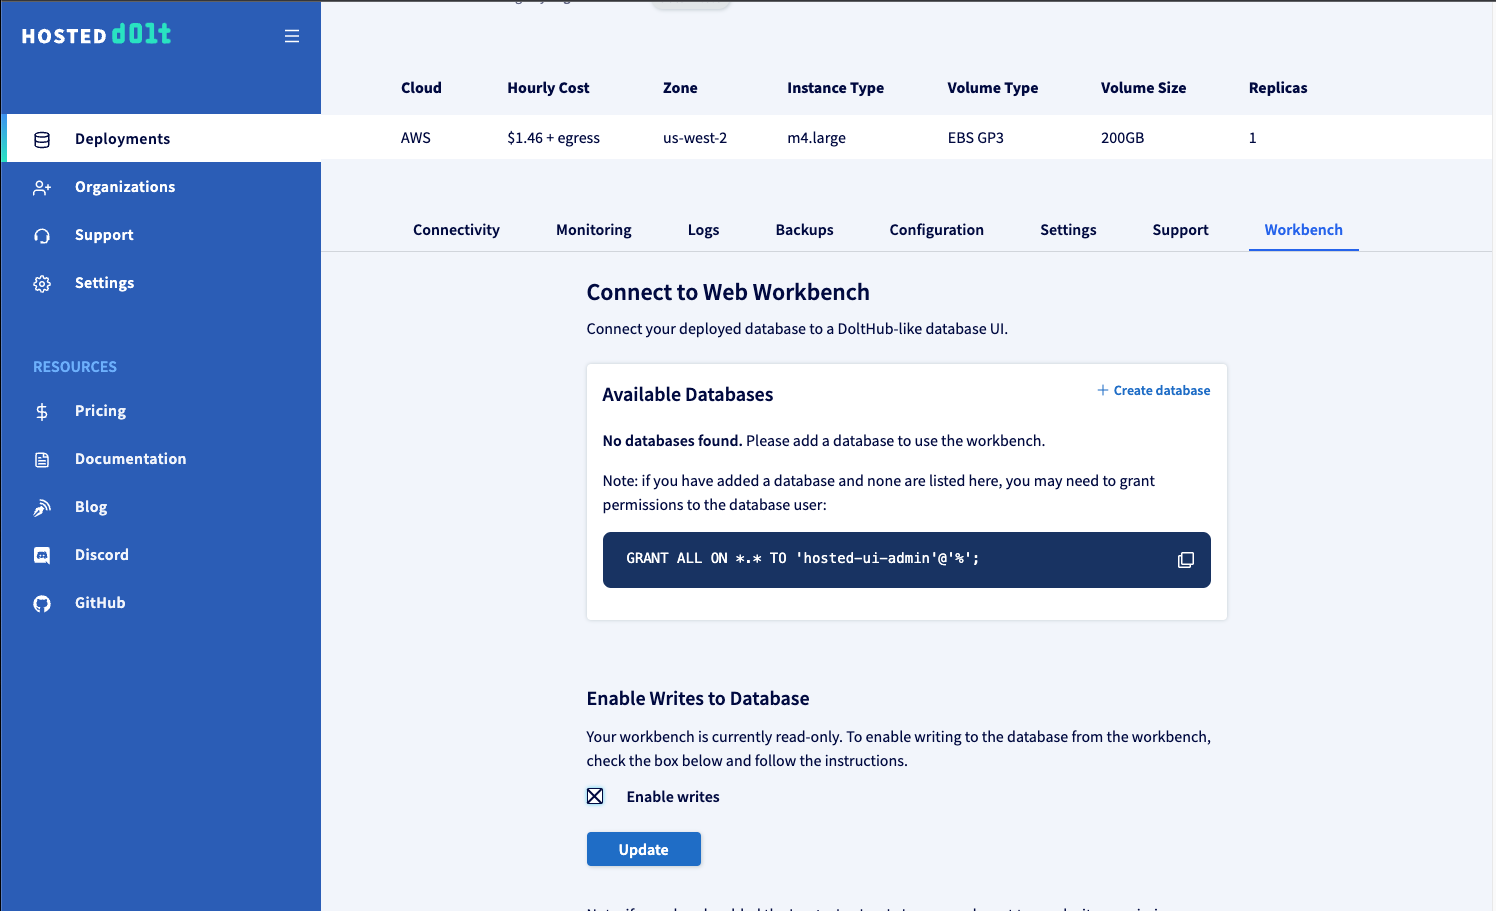 HOSTED dolt
Deployments
Organizations
Support
Settings
RESOURCES
Pricing
Documentation
Blog
Discord
GitHub
Cloud Hourly Cost Zone Instance Type Volume Type Volume Size Replicas
AWS $1.46 + egress us-west-2 m4.large EBS GP3 200GB 1
Connectivity Monitoring Logs Backups Configuration Settings Support Workbench
Connect to Web Workbench
Connect your deployed database to a DoltHub-like database UI.
Available Databases
+ Create database
No databases found. Please add a database to use the workbench.
Note: if you have added a database and none are listed here, you may need to grant
permissions to the database user:
GRANT ALL ON *.* TO 'hosted-ui-admin'@'%';
Enable Writes to Database
Your workbench is currently read-only. To enable writing to the database from the workbench,
check the box below and follow the instructions.
Enable writes
Update